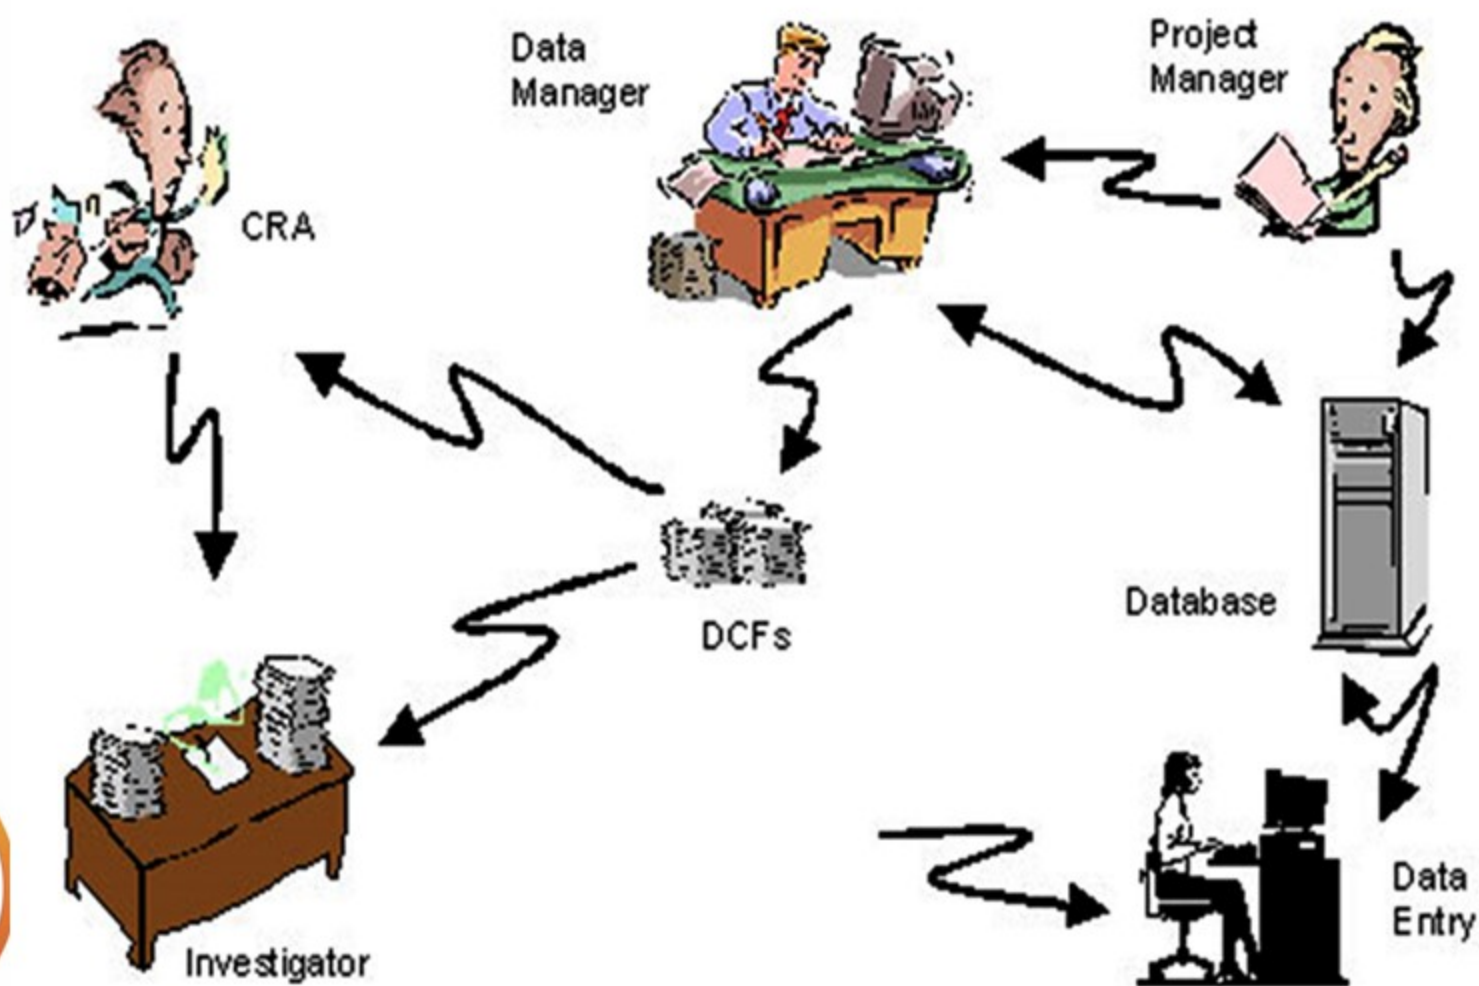 Data
Manager
Project
Manager
CRA
Database
DCFs
Data
Entry
Investigator